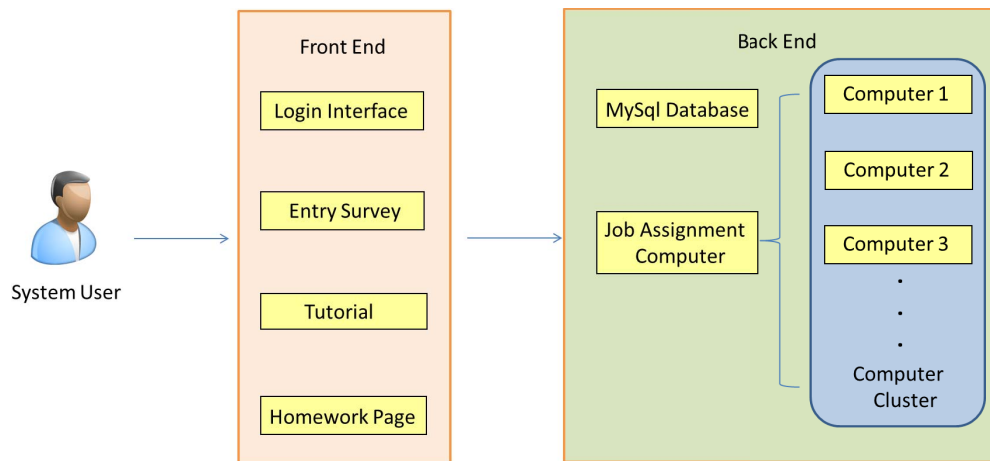 System User
Front End
Login Interface
Entry Survey
Tutorial
Homework Page
Back End
MySql Database
Job Assignment
Computer
Computer 1
Computer 2
Computer 3
Computer
Cluster